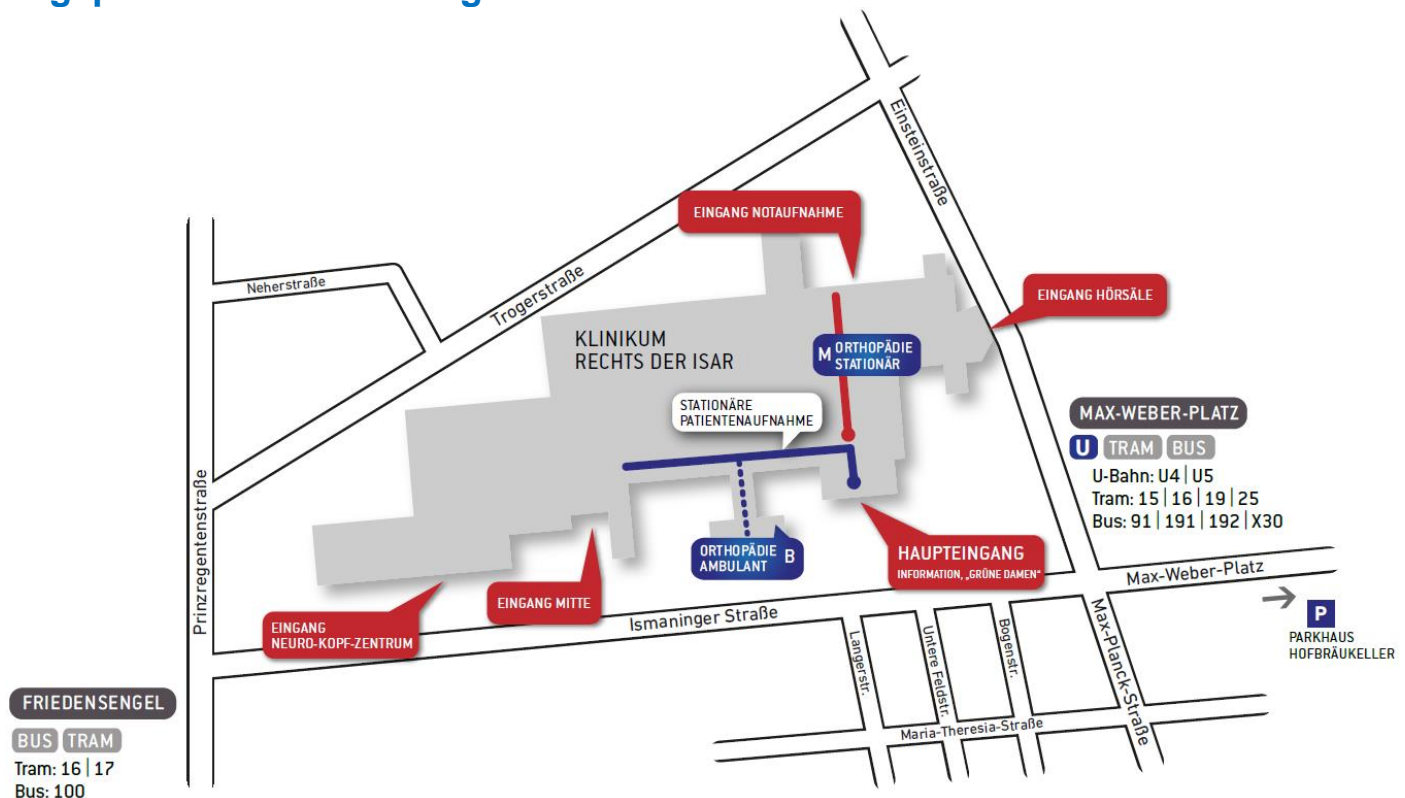 Einsteinstraße
EINGANG NOTAUFNAHME
Neherstraße
Trogerstraße
EINGANG HÖRSÄLE
KLINIKUM
RECHTS DER ISAR
M ORTHOPÄDIE
STATIONÄR
STATIONÄRE
PATIENTENAUFNAHME
MAX-WEBER-PLATZ
U TRAM BUS
U-Bahn: U4 | U5
Tram: 15 | 16 | 19 | 25
Bus: 91 | 191 | 192 | X30
Prinzregentenstraße
ORTHOPÄDIE B
AMBULANT
HAUPTEINGANG
INFORMATION, „GRÜNE DAMEN“
Max-Weber-Platz
EINGANG MITTE
EINGANG
NEURO-KOPF-ZENTRUM
Ismaninger Straße
P
PARKHAUS
HOFBRÄUKELLER
Langerstr.
Untere Feldstr.
Bogenstr.
Max-Planck-Straße
Maria-Theresia-Straße
FRIEDENSENGEL
BUS TRAM
Tram: 16 | 17
Bus: 100